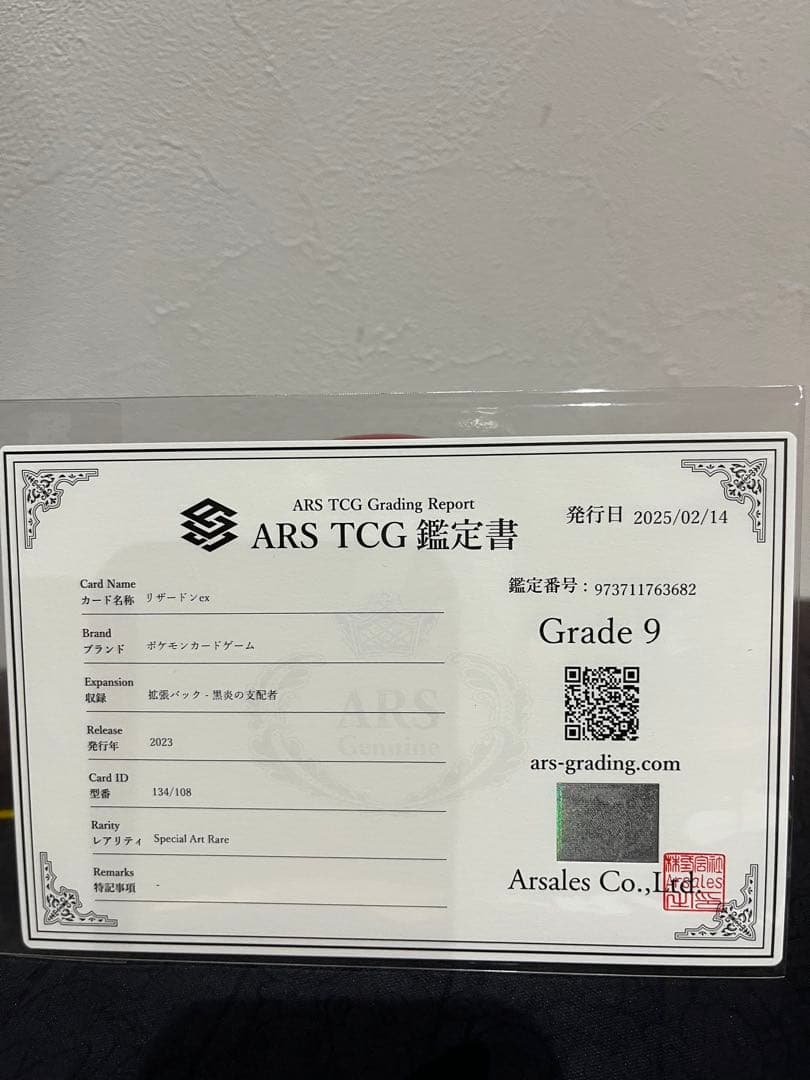 ARS TCG Grading Report
ARS TCG 鑑定書
発行日 2025/02/14
Card Name
カード名称 リザードンex
Brand
ブランド ポケモンカードゲーム
Expansion
収録 拡張パック - 黒炎の支配者
Release
発行年 2023
Card ID
型番 134/108
Rarity
レアリティ Special Art Rare
Remarks
特記事項 -
ARS
Genuine
鑑定番号：973711763682
Grade 9
ars-grading.com
Arsales Co.,Ltd.
Arsales